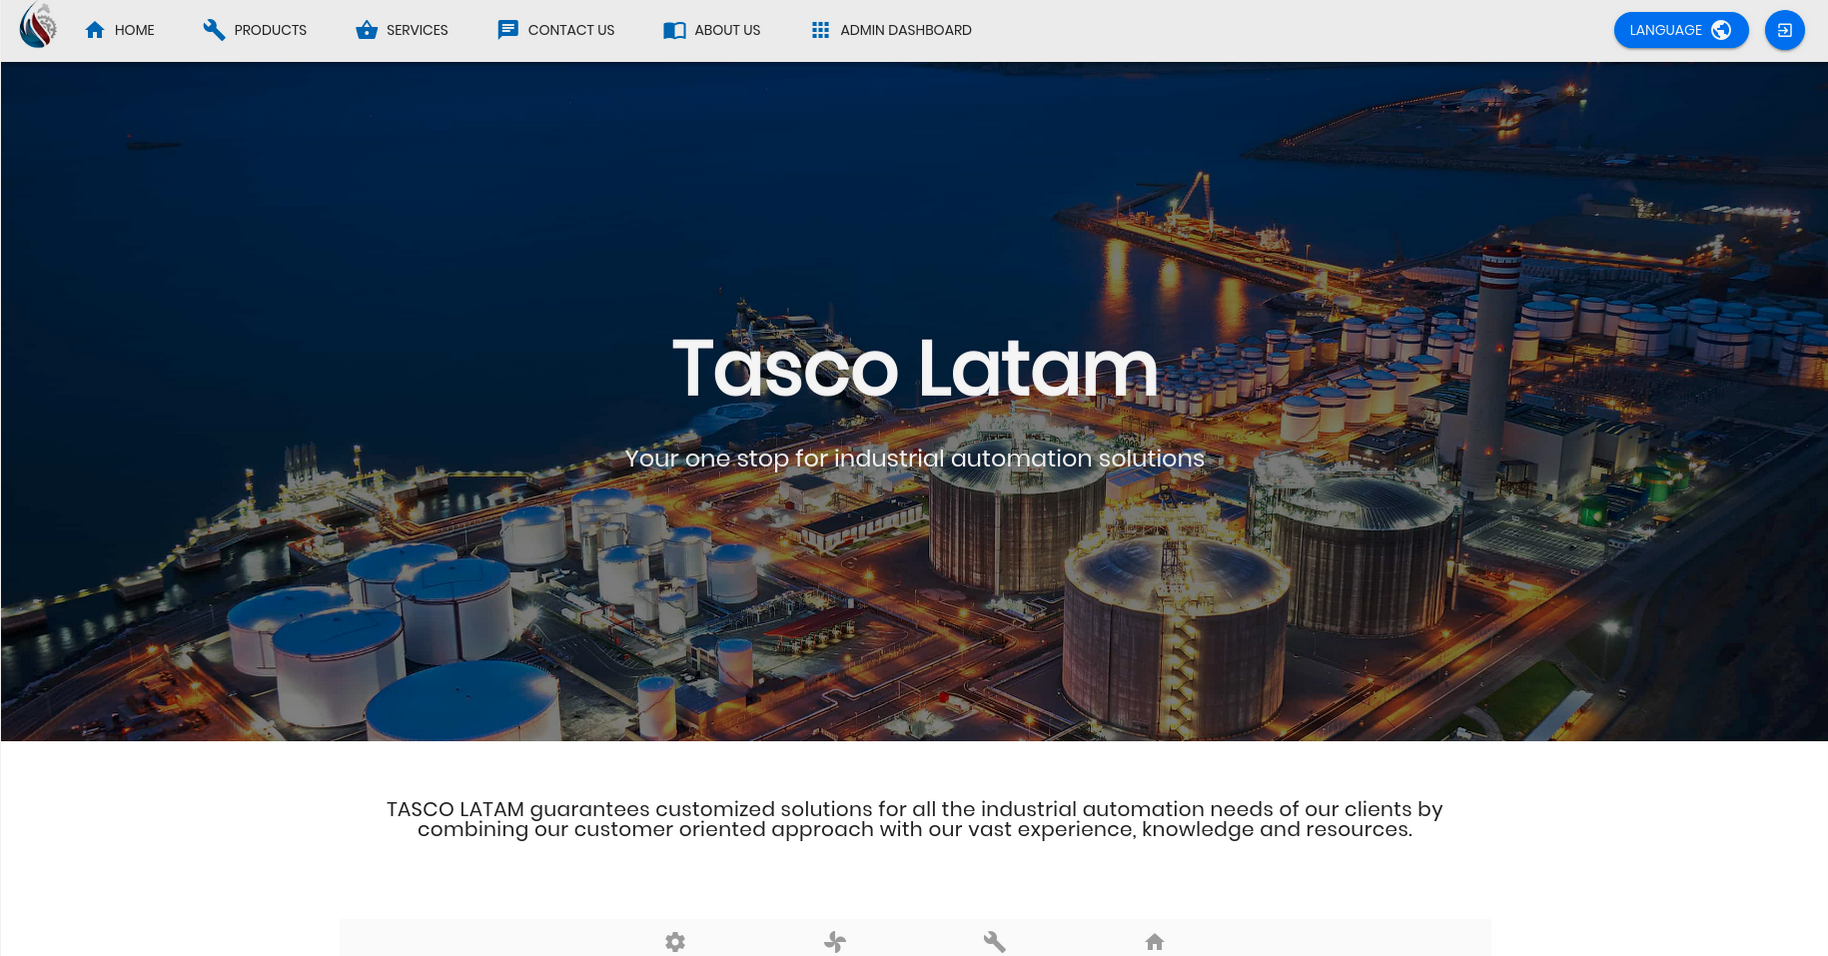 HOME
PRODUCTS
SERVICES
CONTACT US
ABOUT US
ADMIN DASHBOARD
LANGUAGE
Tasco Latam
Your one stop for industrial automation solutions
TASCO LATAM guarantees customized solutions for all the industrial automation needs of our clients by
combining our customer oriented approach with our vast experience, knowledge and resources.